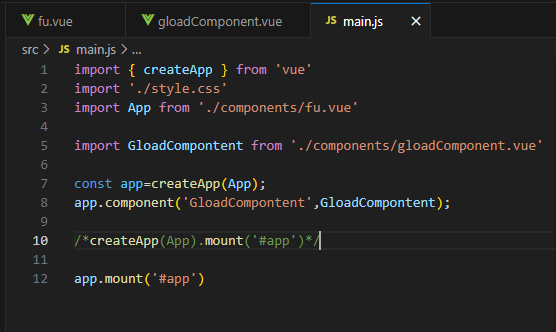 fu.vue gloadComponent.vue JS main.js ×
src > JS main.js > ...
1 import { createApp } from 'vue'
2 import './style.css'
3 import App from './components/fu.vue'
4
5 import GloadCompontent from './components/gloadComponent.vue'
6
7 const app=createApp(App);
8 app.component('GloadCompontent',GloadCompontent);
9
10 /*createApp(App).mount('#app')*/
11
12 app.mount('#app')